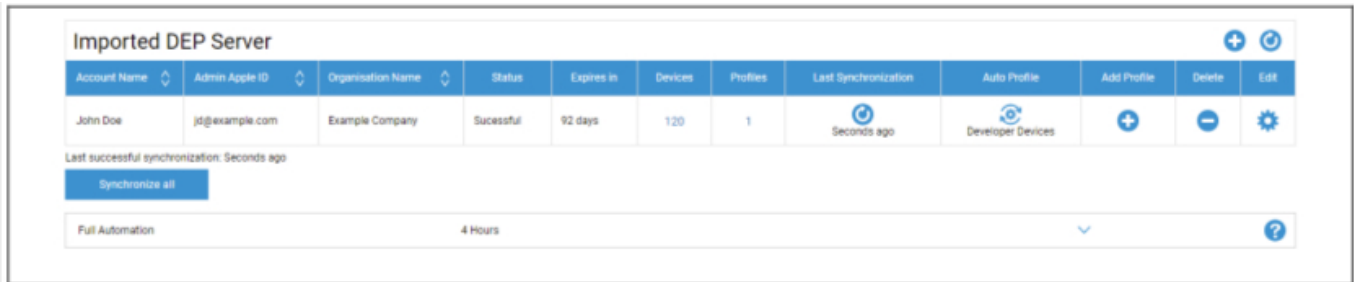 Imported DEP Server
Account Name Admin Apple ID Organisation Name Status Expires in Devices Profiles Last Synchronization Auto Profile Add Profile Delete Edit
John Doe jd@example.com Example Company Sucessful 92 days 120 1 Seconds ago Developer Devices
Last successful synchronization: Seconds ago
Synchronize all
Full Automation 4 Hours